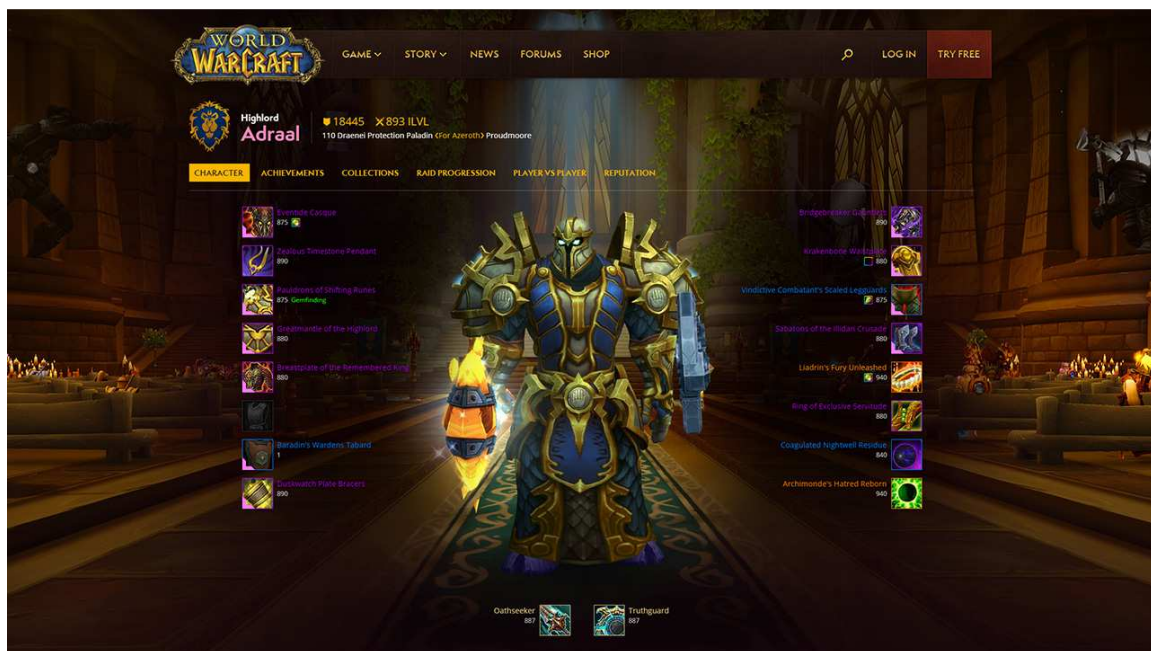 WORLD
WARCRAFT
GAME
STORY
NEWS
FORUMS
SHOP
LOG IN
TRY FREE
Highlord
Adraal
18445
893 ILVL
110 Draenei Protection Paladin <For Azeroth> Proudmoore
CHARACTER
ACHIEVEMENTS
COLLECTIONS
RAID PROGRESSION
PLAYER VS PLAYER
REPUTATION
Eventide Casque
875
Zealous Timestone Pendant
890
Pauldrons of Shifting Runes
875 Gemfinding
Greatmantle of the Highlord
880
Breastplate of the Remembered King
880
Baradin's Wardens Tabard
1
Duskwatch Plate Bracers
890
Bridgebreaker Gauntlets
890
Krakenbone Waistplate
880
Vindictive Combatant's Scaled Legguards
875
Sabatons of the Illidari Crusade
880
Liadrin's Fury Unleashed
940
Ring of Exclusive Servitude
880
Coagulated Nightwell Residue
840
Archimonde's Hatred Reborn
940
Oathseeker
887
Truthguard
887